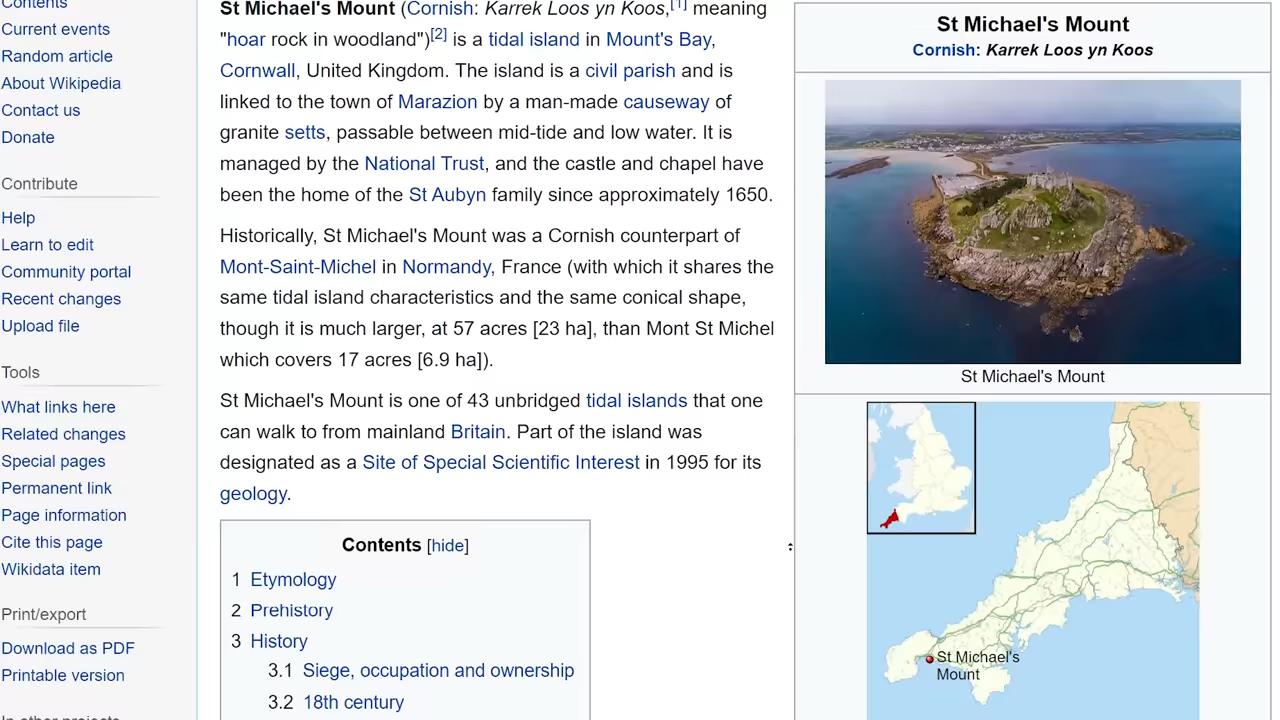 Contents
Current events
Random article
About Wikipedia
Contact us
Donate
Contribute
Help
Learn to edit
Community portal
Recent changes
Upload file
Tools
What links here
Related changes
Special pages
Permanent link
Page information
Cite this page
Wikidata item
Print/export
Download as PDF
Printable version
In other projects
St Michael's Mount (Cornish: Karrek Loos yn Koos,[1] meaning
"hoar rock in woodland")[2] is a tidal island in Mount's Bay,
Cornwall, United Kingdom. The island is a civil parish and is
linked to the town of Marazion by a man-made causeway of
granite setts, passable between mid-tide and low water. It is
managed by the National Trust, and the castle and chapel have
been the home of the St Aubyn family since approximately 1650.
Historically, St Michael's Mount was a Cornish counterpart of
Mont-Saint-Michel in Normandy, France (with which it shares the
same tidal island characteristics and the same conical shape,
though it is much larger, at 57 acres [23 ha], than Mont St Michel
which covers 17 acres [6.9 ha]).
St Michael's Mount is one of 43 unbridged tidal islands that one
can walk to from mainland Britain. Part of the island was
designated as a Site of Special Scientific Interest in 1995 for its
geology.
Contents [hide]
1 Etymology
2 Prehistory
3 History
3.1 Siege, occupation and ownership
3.2 18th century
St Michael's Mount
Cornish: Karrek Loos yn Koos
St Michael's Mount
St Michael's
Mount